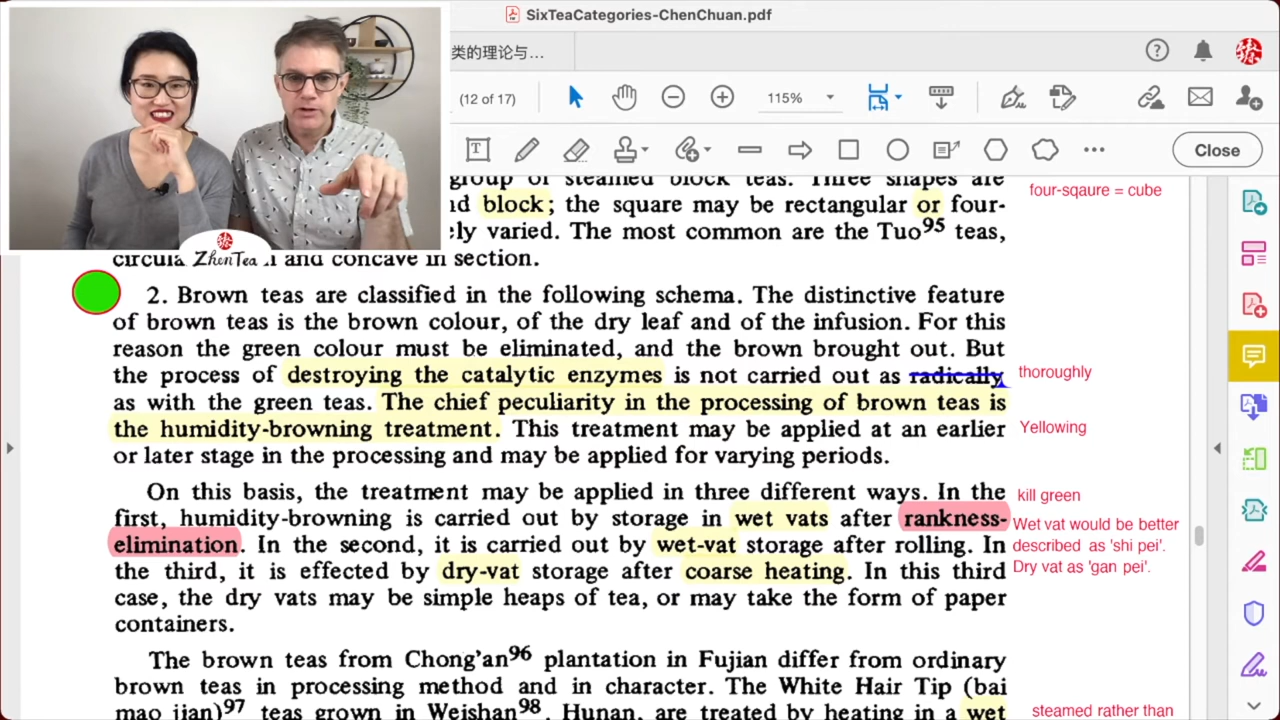 SixTeaCategories-ChenChuan.pdf
类的理论与...
(12 of 17)
115%
Close
group of steamed block teas. Three shapes are
four-sqaure = cube
nd block; the square may be rectangular or four-
ely varied. The most common are the Tuo95 teas,
circula
ZhenTea
and concave in section.
2. Brown teas are classified in the following schema. The distinctive feature
of brown teas is the brown colour, of the dry leaf and of the infusion. For this
reason the green colour must be eliminated, and the brown brought out. But
the process of destroying the catalytic enzymes is not carried out as radically
thoroughly
as with the green teas. The chief peculiarity in the processing of brown teas is
the humidity-browning treatment. This treatment may be applied at an earlier
Yellowing
or later stage in the processing and may be applied for varying periods.
On this basis, the treatment may be applied in three different ways. In the
kill green
first, humidity-browning is carried out by storage in wet vats after rankness-
Wet vat would be better
elimination. In the second, it is carried out by wet-vat storage after rolling. In
described as 'shi pei'.
the third, it is effected by dry-vat storage after coarse heating. In this third
Dry vat as 'gan pei'.
case, the dry vats may be simple heaps of tea, or may take the form of paper
containers.
The brown teas from Chong'an96 plantation in Fujian differ from ordinary
brown teas in processing method and in character. The White Hair Tip (bai
mao jian)97 teas grown in Weishan98, Hunan, are treated by heating in a wet
steamed rather than